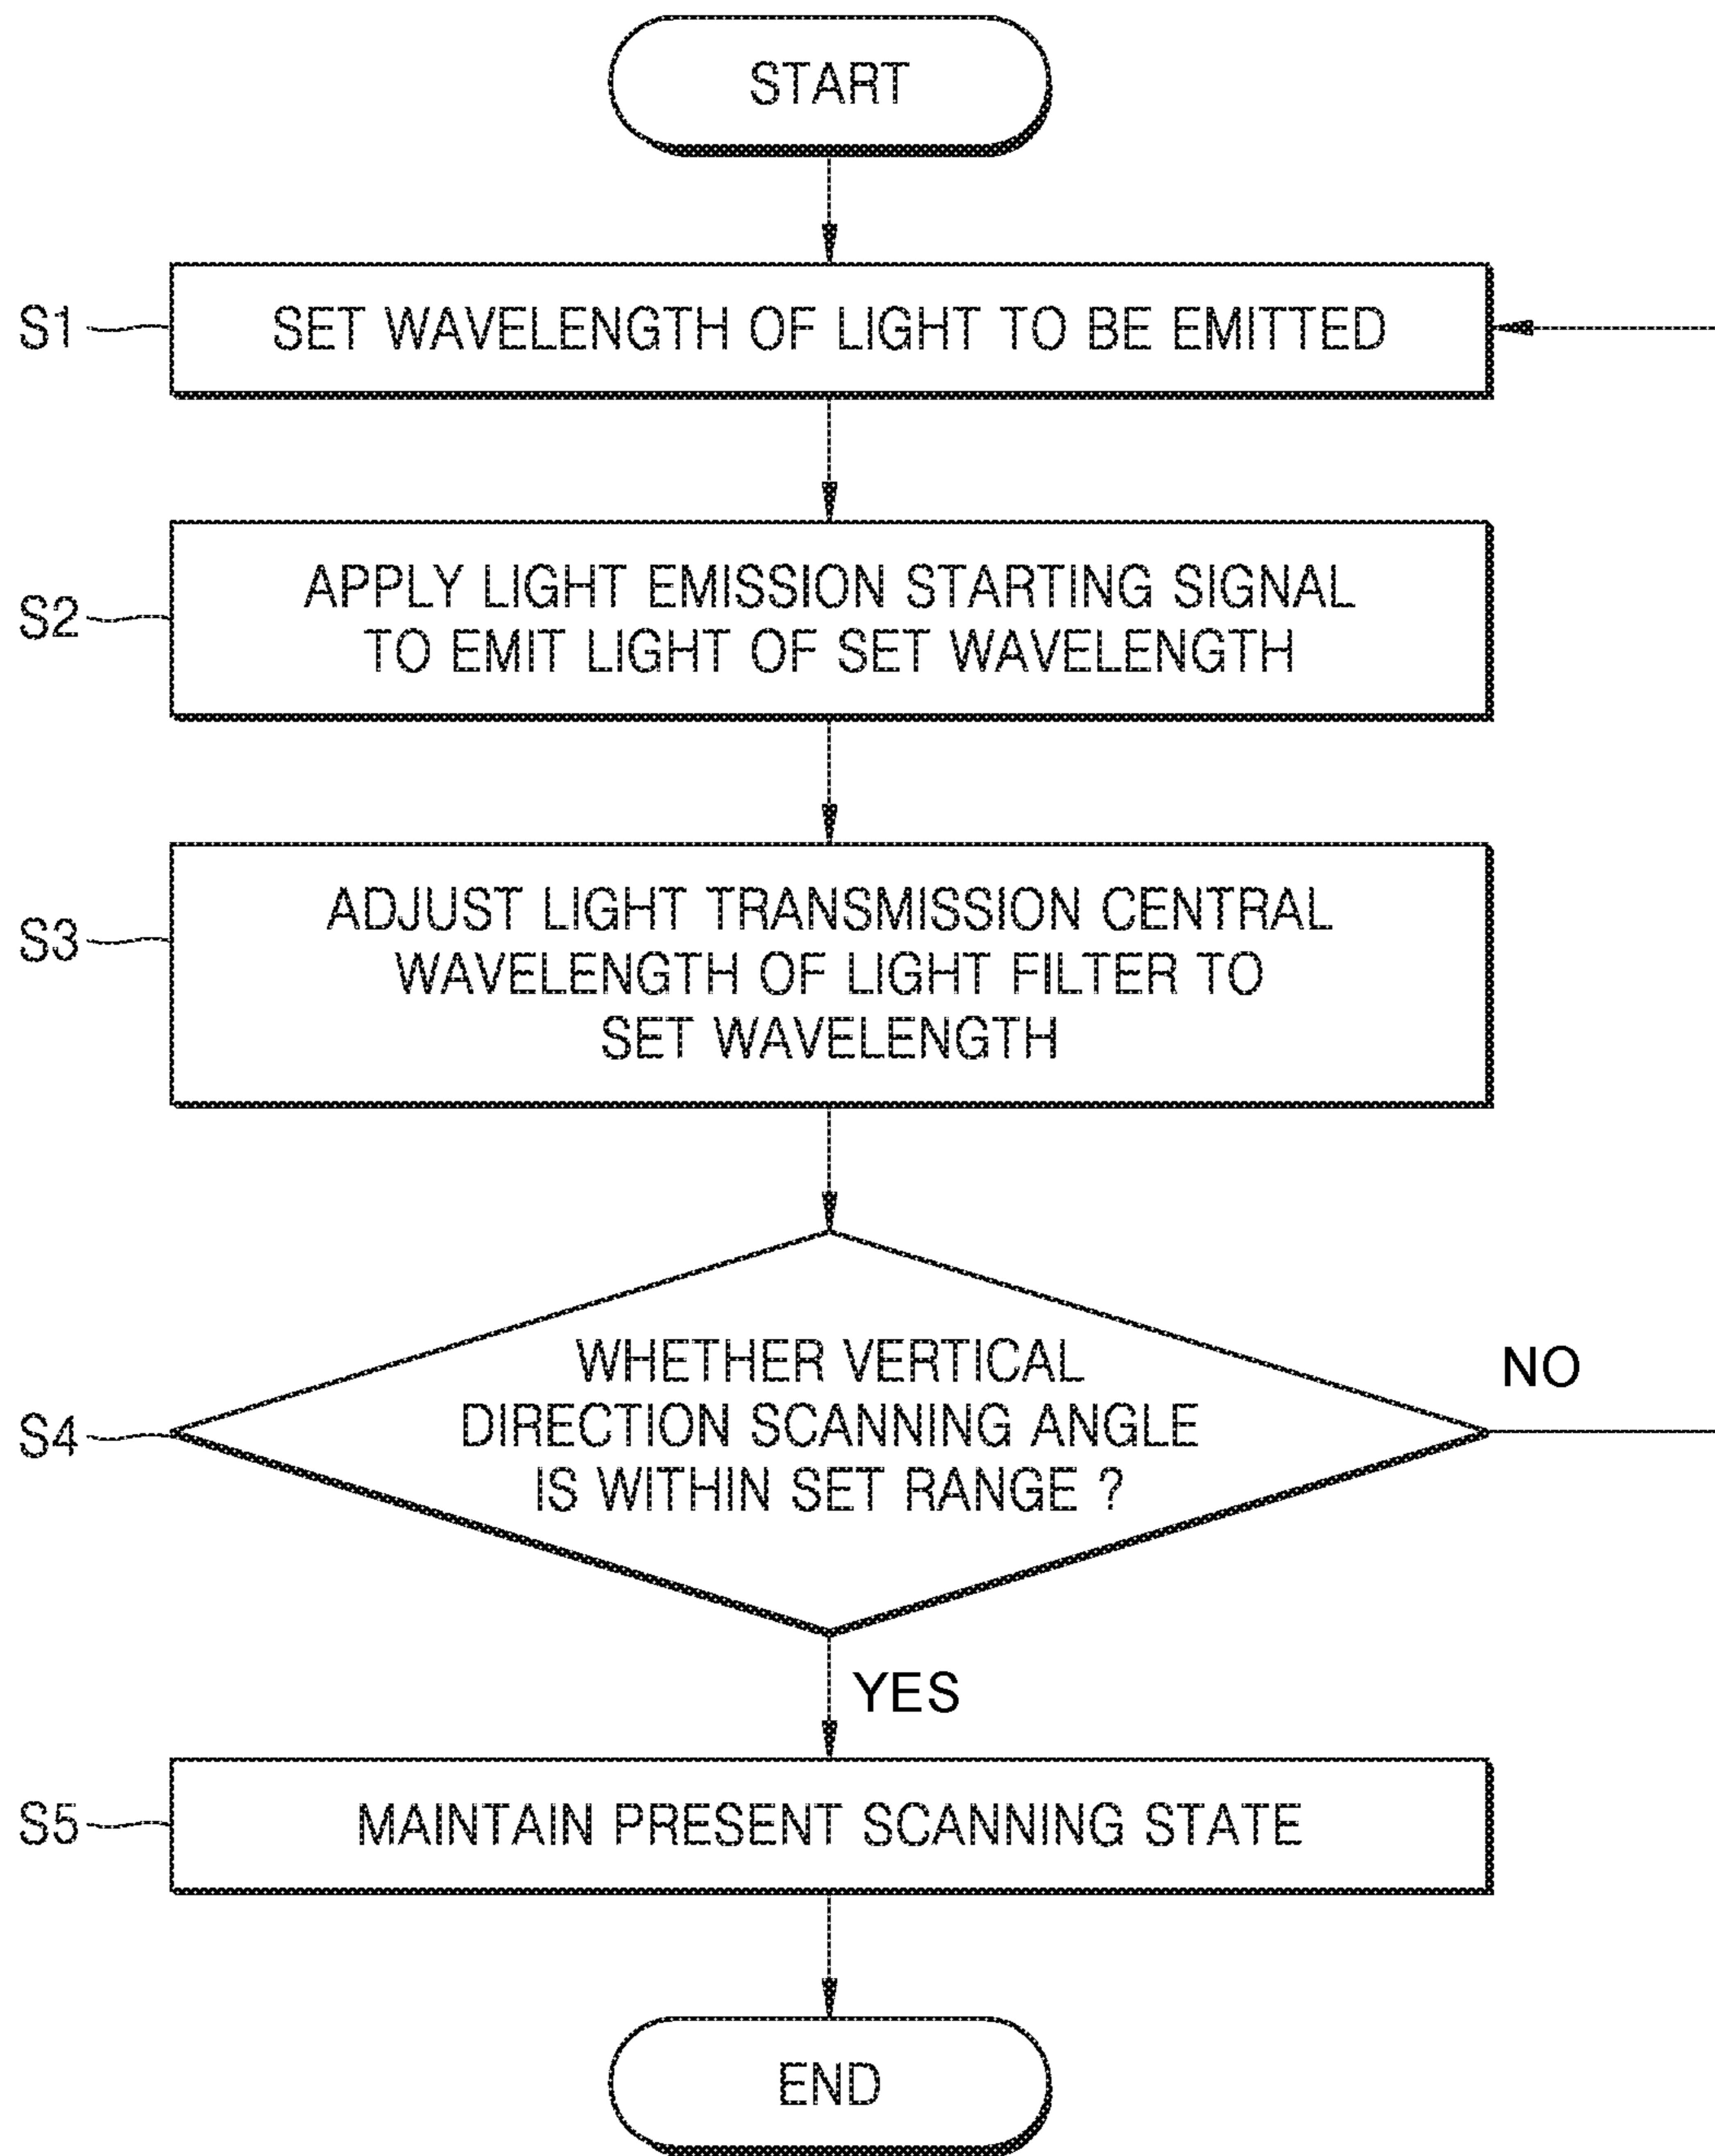 START
S1
SET WAVELENGTH OF LIGHT TO BE EMITTED
S2
APPLY LIGHT EMISSION STARTING SIGNAL
TO EMIT LIGHT OF SET WAVELENGTH
S3
ADJUST LIGHT TRANSMISSION CENTRAL
WAVELENGTH OF LIGHT FILTER TO
SET WAVELENGTH
S4
WHETHER VERTICAL
DIRECTION SCANNING ANGLE
IS WITHIN SET RANGE ?
NO
YES
S5
MAINTAIN PRESENT SCANNING STATE
END